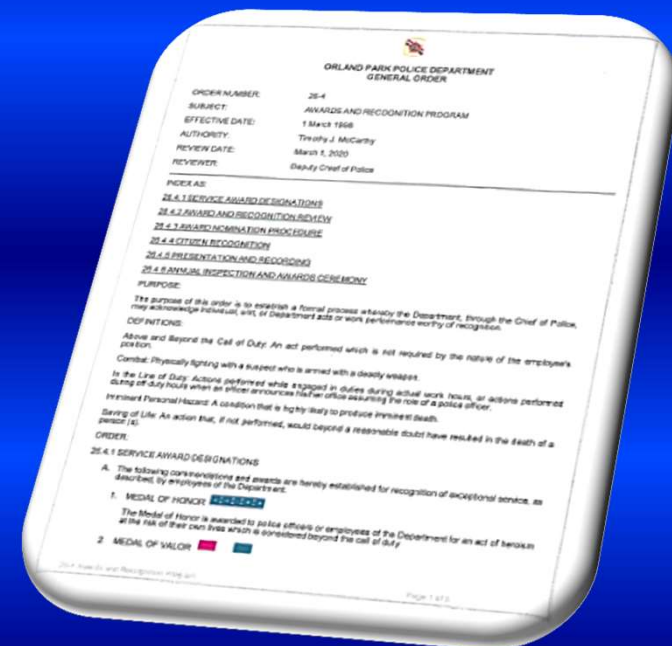 ORLAND PARK POLICE DEPARTMENT
GENERAL ORDER
ORDER NUMBER: 26-4
SUBJECT: AWARDS AND RECOGNITION PROGRAM
EFFECTIVE DATE: 1 March 1998
AUTHORITY: Timothy J. McCarthy
REVIEW DATE: March 1, 2020
REVIEWER: Deputy Chief of Police
INDEX AS:
26.4.1 SERVICE AWARD DESIGNATIONS
26.4.2 AWARD AND RECOGNITION REVIEW
26.4.3 AWARD NOMINATION PROCEDURE
26.4.4 CITIZEN RECOGNITION
26.4.5 PRESENTATION AND RECORDING
26.4.6 ANNUAL INSPECTION AND AWARDS CEREMONY
PURPOSE:
The purpose of this order is to establish a formal process whereby the Department, through the Chief of Police,
may acknowledge individual, unit, or Department acts or work performance worthy of recognition.
DEFINITIONS:
Above and Beyond the Call of Duty: An act performed which is not required by the nature of the employee's
position.
Combat: Physically fighting with a suspect who is armed with a deadly weapon.
In the Line of Duty: Actions performed while engaged in duties during actual work hours, or actions performed
during off duty hours when an officer announces his/her office assuming the role of a police officer.
Imminent Personal Hazard: A condition that is highly likely to produce imminent death.
Saving of Life: An action that, if not performed, would beyond a reasonable doubt have resulted in the death of a
person (s).
ORDER:
26.4.1 SERVICE AWARD DESIGNATIONS
A. The following commendations and awards are hereby established for recognition of exceptional service, as
described, by employees of the Department.
1. MEDAL OF HONOR
The Medal of Honor is awarded to police officers or employees of the Department for an act of heroism
at the risk of their own lives which is considered beyond the call of duty
2 MEDAL OF VALOR
26.4 Awards and Recognition Program Page 1 of